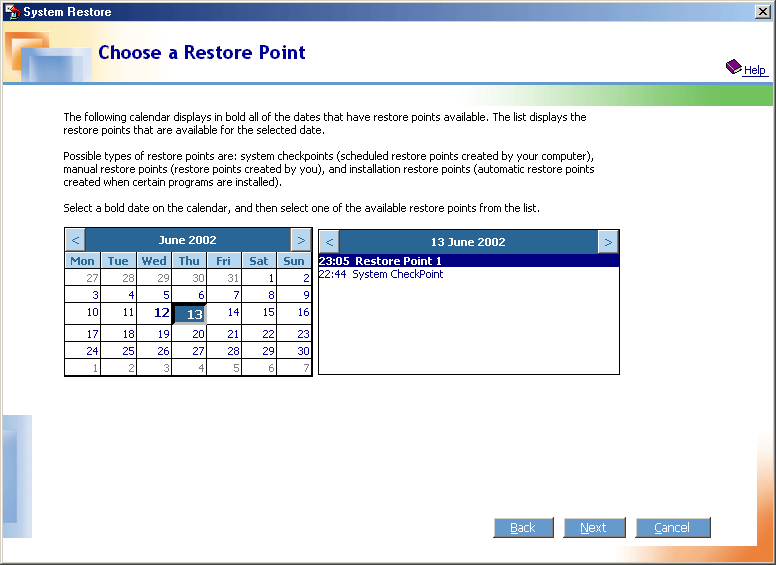 System Restore
Choose a Restore Point
Help
The following calendar displays in bold all of the dates that have restore points available. The list displays the
restore points that are available for the selected date.
Possible types of restore points are: system checkpoints (scheduled restore points created by your computer),
manual restore points (restore points created by you), and installation restore points (automatic restore points
created when certain programs are installed).
Select a bold date on the calendar, and then select one of the available restore points from the list.
< June 2002 >
Mon Tue Wed Thu Fri Sat Sun
27 28 29 30 31 1 2
3 4 5 6 7 8 9
10 11 12 13 14 15 16
17 18 19 20 21 22 23
24 25 26 27 28 29 30
1 2 3 4 5 6 7
< 13 June 2002 >
23:05 Restore Point 1
22:44 System CheckPoint
Back Next Cancel